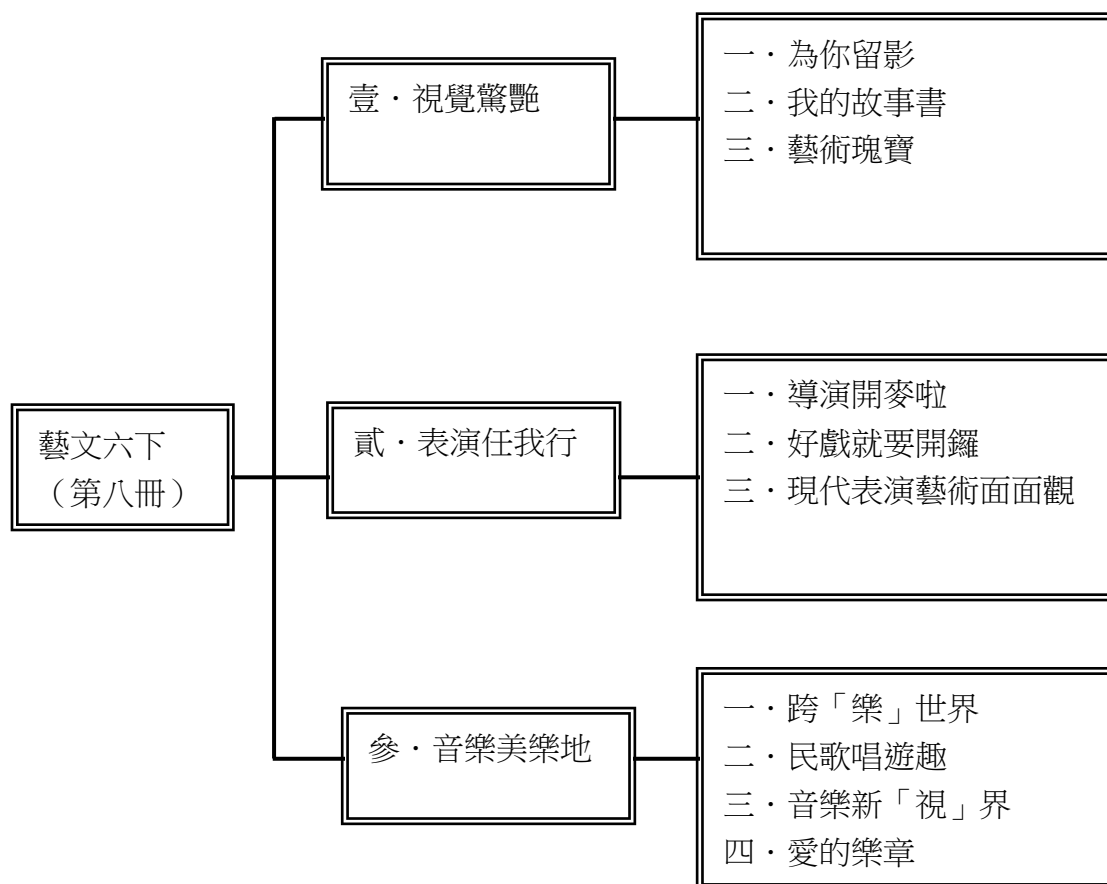 藝文六下
（第八冊）
壹．視覺驚艷
一．為你留影
二．我的故事書
三．藝術瑰寶
貳．表演任我行
一．導演開麥啦
二．好戲就要開鑼
三．現代表演藝術面面觀
參．音樂美樂地
一．跨「樂」世界
二．民歌唱遊趣
三．音樂新「視」界
四．愛的樂章